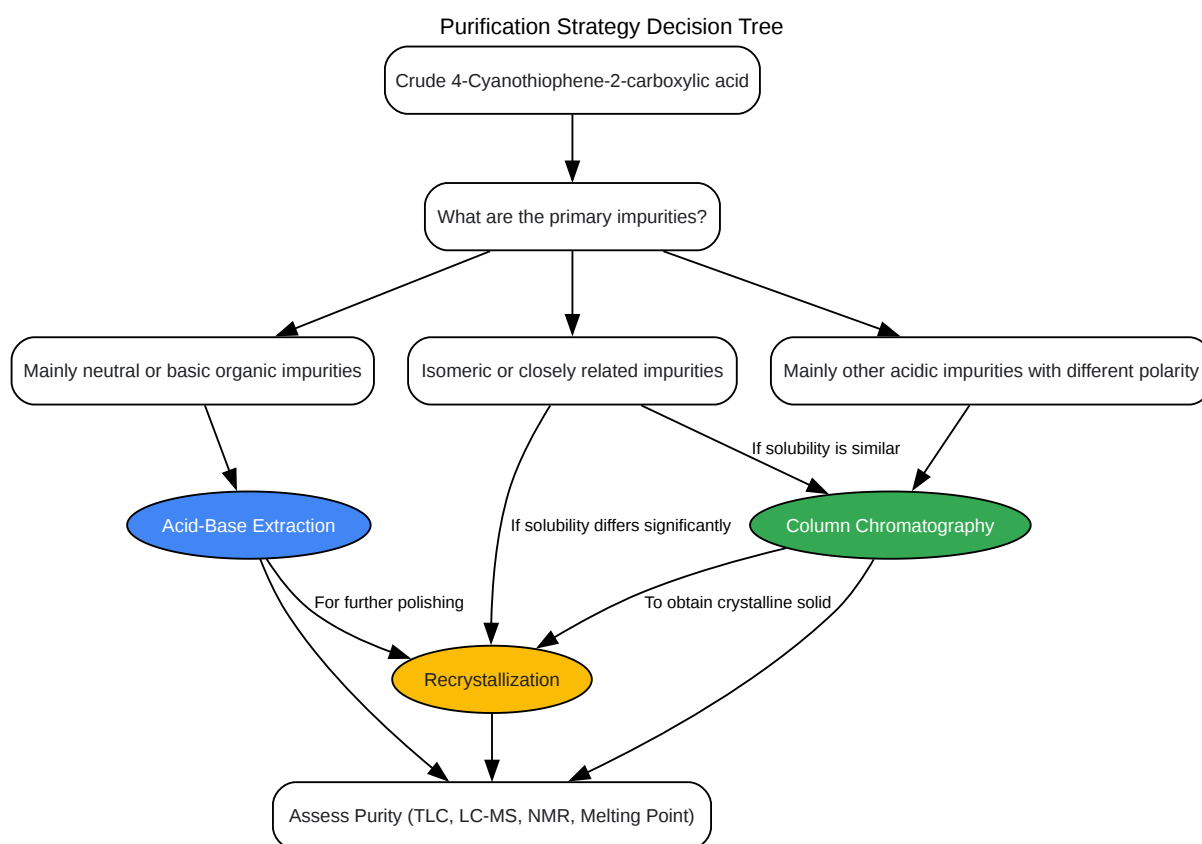 Purification Strategy Decision Tree
Crude 4-Cyanothiophene-2-carboxylic acid
What are the primary impurities?
Mainly neutral or basic organic impurities
Isomeric or closely related impurities
Mainly other acidic impurities with different polarity
If solubility is similar
Acid-Base Extraction
If solubility differs significantly
Column Chromatography
For further polishing
To obtain crystalline solid
Recrystallization
Assess Purity (TLC, LC-MS, NMR, Melting Point)